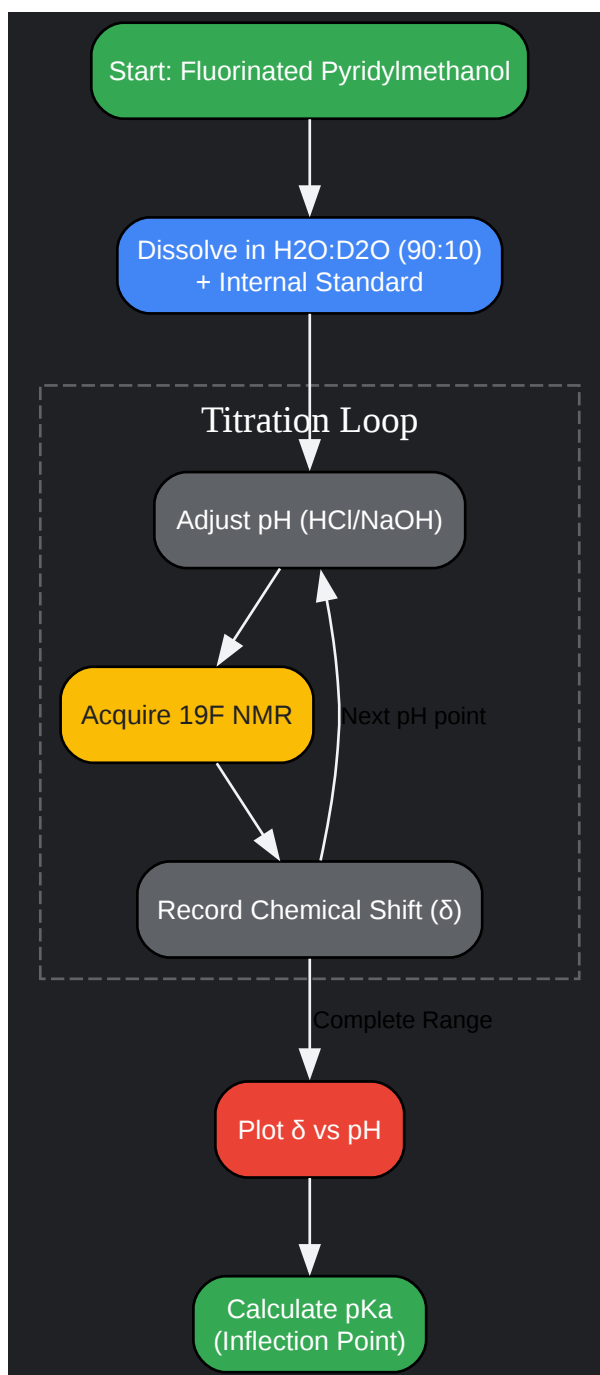 Start: Fluorinated Pyridylmethanol
Dissolve in H2O:D2O (90:10)
+ Internal Standard
Titration Loop
Adjust pH (HCl/NaOH)
Acquire 19F NMR
Next pH point
Record Chemical Shift (δ)
Complete Range
Plot δ vs pH
Calculate pKa
(Inflection Point)